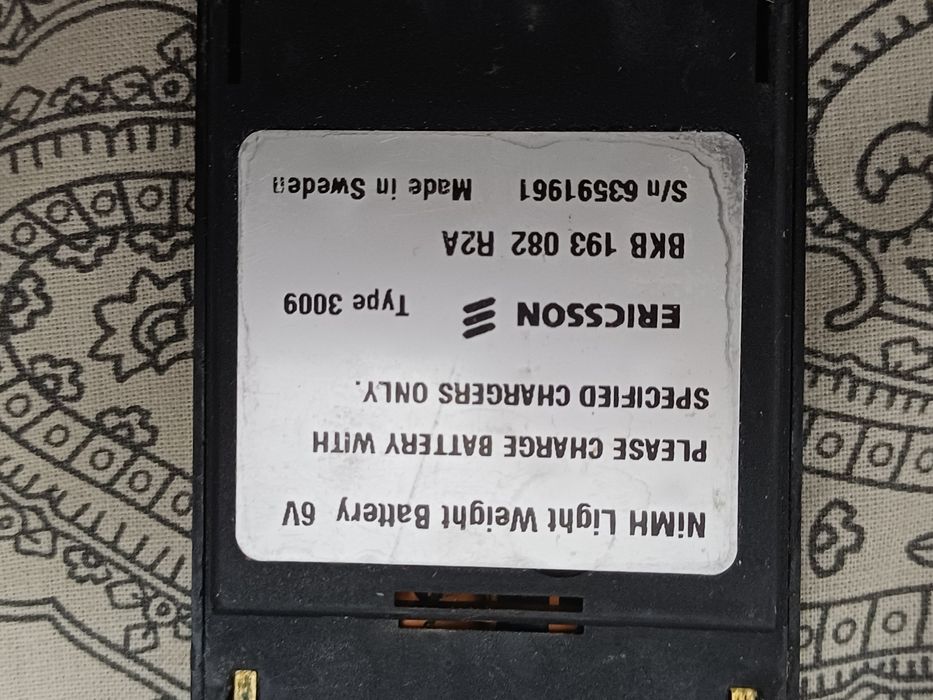 NiMH Light Weight Battery 6V
PLEASE CHARGE BATTERY WITH
SPECIFIED CHARGERS ONLY.
ERICSSON Type 3009
BKB 193 082 R2A
S/n 63591961 Made in Sweden